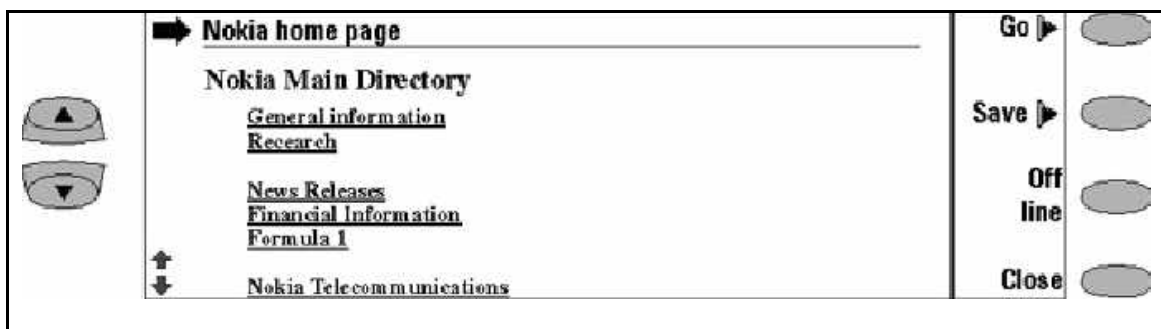 Nokia home page
Nokia Main Directory
General information
Recearch
News Releases
Financial Information
Formula 1
Nokia Telecommunications
Go
Save
Off
line
Close